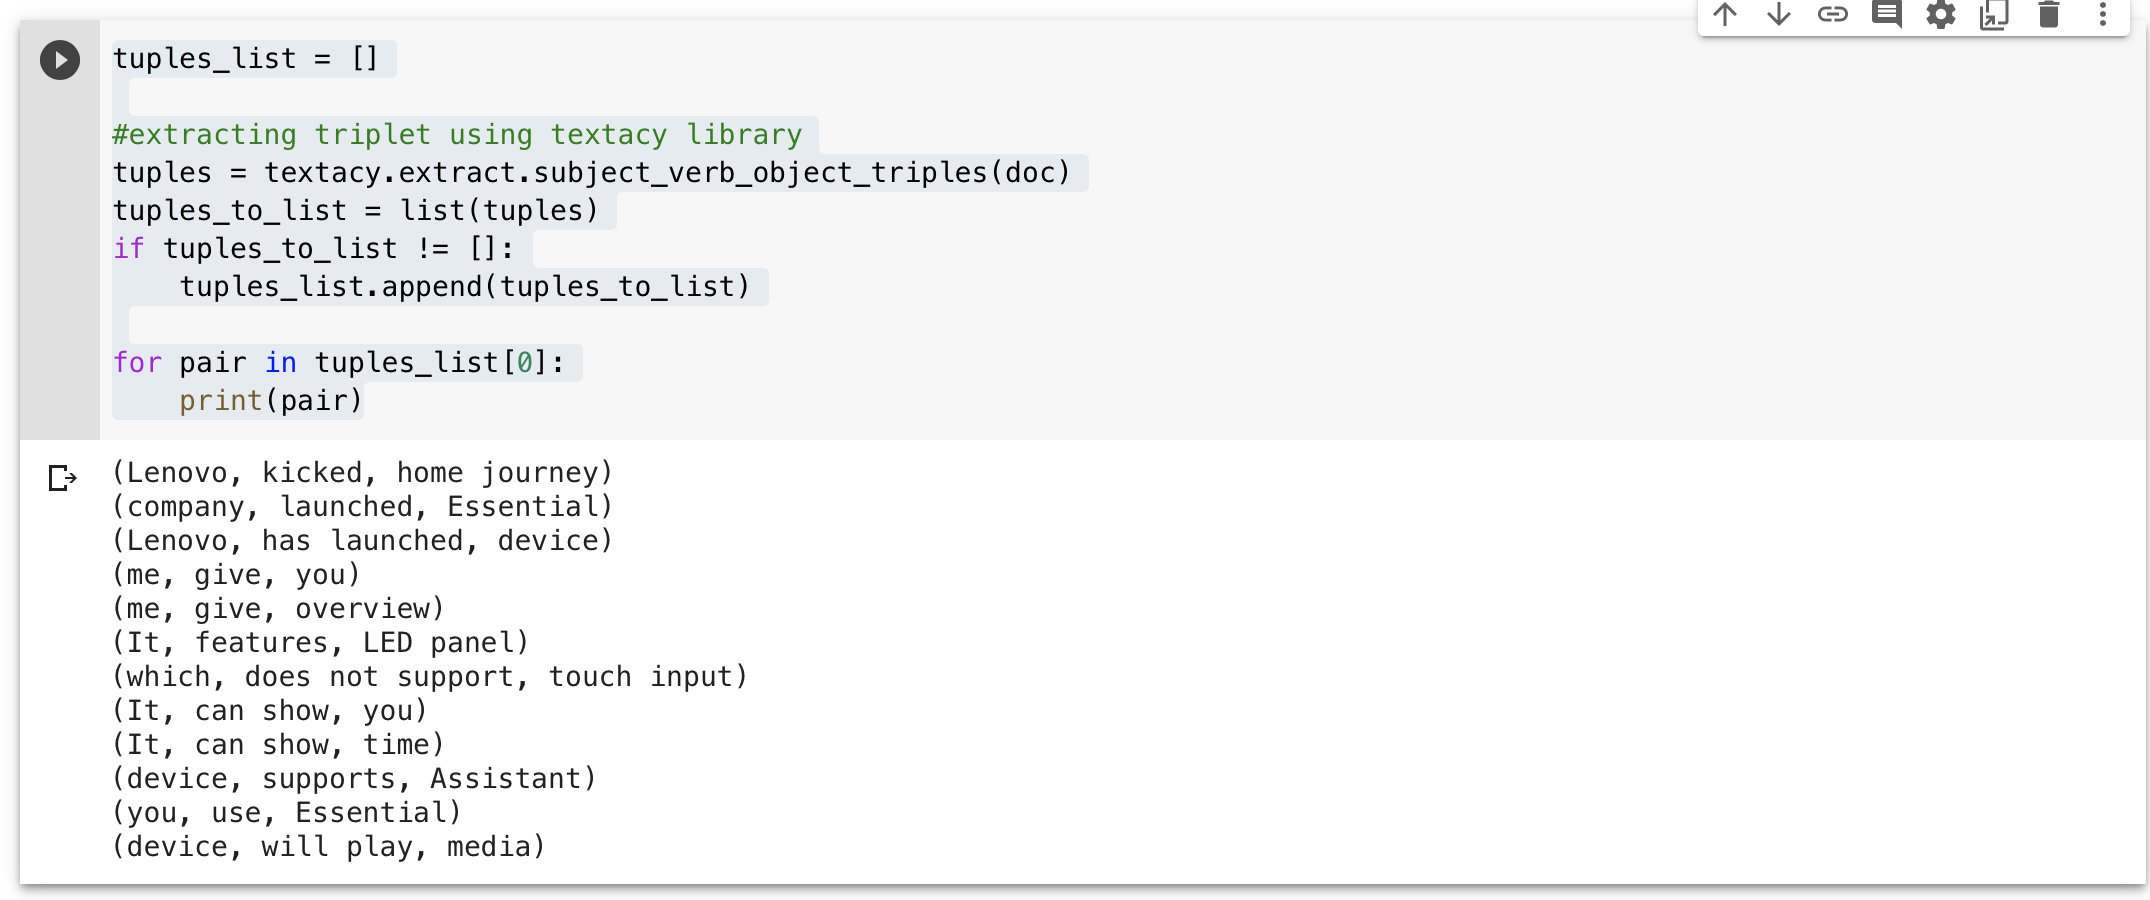 tuples_list = []
#extracting triplet using textacy library
tuples = textacy.extract.subject_verb_object_triples(doc)
tuples_to_list = list(tuples)
if tuples_to_list != []:
    tuples_list.append(tuples_to_list)
for pair in tuples_list[0]:
    print(pair)
(Lenovo, kicked, home journey)
(company, launched, Essential)
(Lenovo, has launched, device)
(me, give, you)
(me, give, overview)
(It, features, LED panel)
(which, does not support, touch input)
(It, can show, you)
(It, can show, time)
(device, supports, Assistant)
(you, use, Essential)
(device, will play, media)